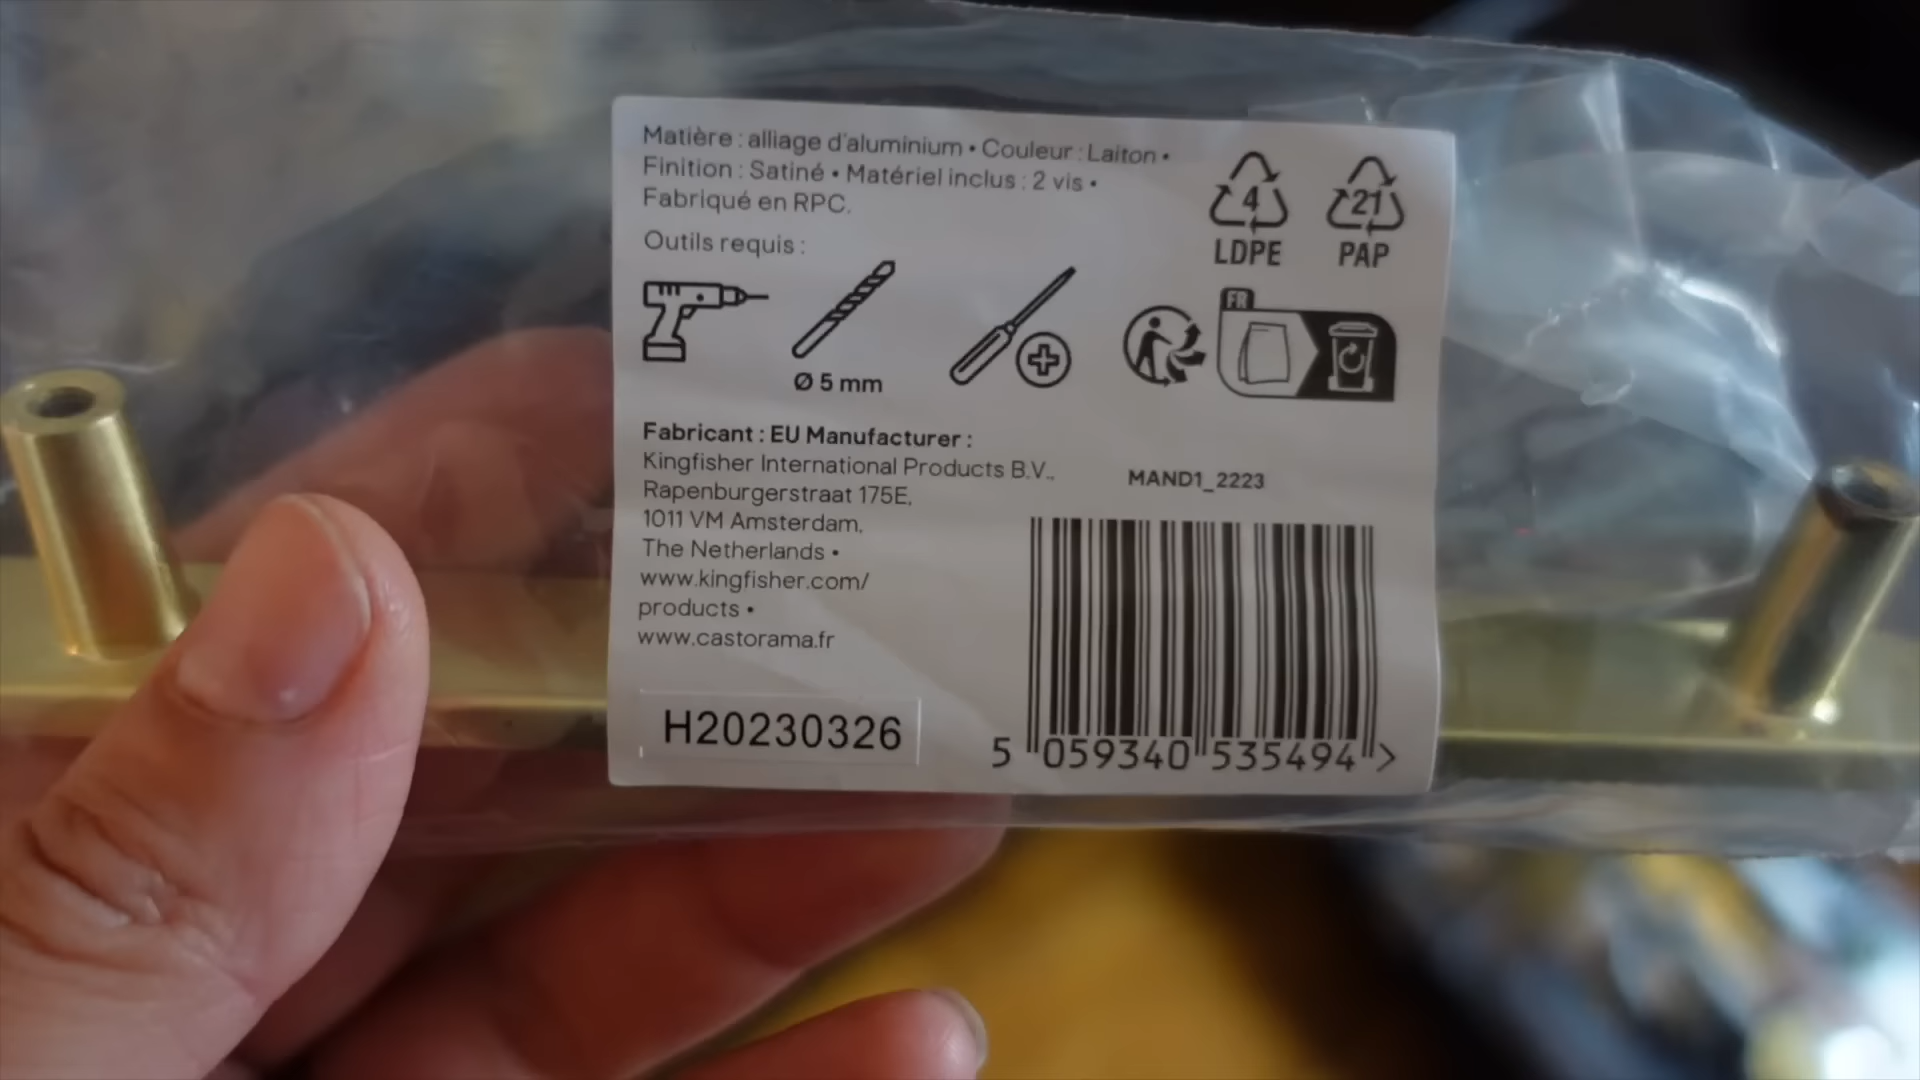 Matière : alliage d'aluminium • Couleur : Laiton •
Finition : Satiné • Matériel inclus : 2 vis •
Fabriqué en RPC.
Outils requis :
Ø 5 mm
4
LDPE
21
PAP
FR
Fabricant : EU Manufacturer :
Kingfisher International Products B.V.,
Rapenburgerstraat 175E,
1011 VM Amsterdam,
The Netherlands •
www.kingfisher.com/
products •
www.castorama.fr
H20230326
MAND1_2223
5 059340 535494 >